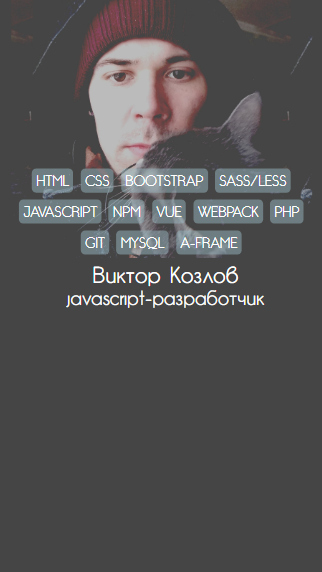 HTML CSS BOOTSTRAP SASS/LESS
JAVASCRIPT NPM VUE WEBPACK PHP
GIT MYSQL A-FRAME
Виктор Козлов
javascript-разработчик